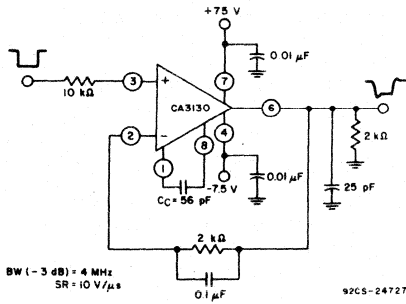 +7.5 V
0.01 µF
7
3
+
10 kΩ
CA3130
6
2
−
8
4
1
2 kΩ
-7.5 V
0.01 µF
25 pF
CC=56 pF
2 kΩ
0.1 µF
BW (-3 dB) = 4 MHz
SR = 10 V/µs
92CS-24727